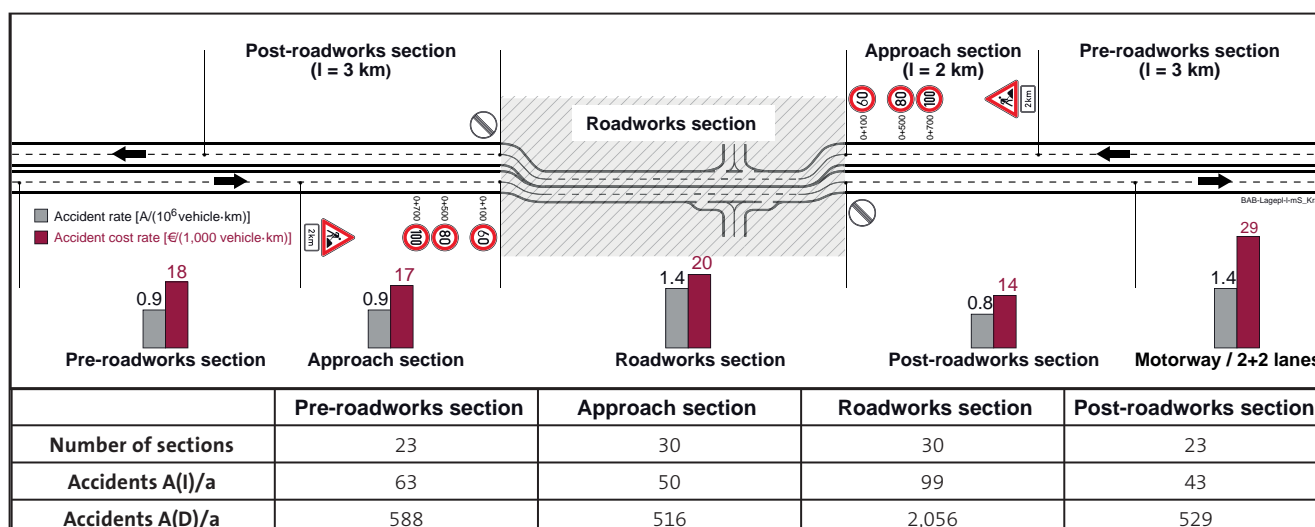 Post-roadworks section
(l = 3 km)
Approach section
(l = 2 km)
Pre-roadworks section
(l = 3 km)
Roadworks section
60
80
100
2km
0+100
0+500
0+700
BAB-Lagepl-l-mS_Kr
Accident rate [A/(10⁶ vehicle·km)]
Accident cost rate [€/(1,000 vehicle·km)]
2km
100
80
60
0+700
0+500
0+100
0.9 18
0.9 17
1.4 20
0.8 14
1.4 29
Pre-roadworks section
Approach section
Roadworks section
Post-roadworks section
Motorway / 2+2 lanes
Pre-roadworks section Approach section Roadworks section Post-roadworks section
Number of sections 23 30 30 23
Accidents A(I)/a 63 50 99 43
Accidents A(D)/a 588 516 2,056 529